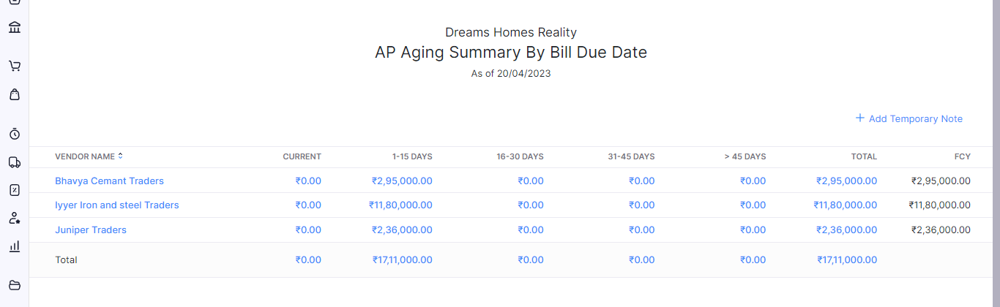 Dreams Homes Reality
AP Aging Summary By Bill Due Date
As of 20/04/2023
+ Add Temporary Note
VENDOR NAME CURRENT 1-15 DAYS 16-30 DAYS 31-45 DAYS > 45 DAYS TOTAL FCY
Bhavya Cemant Traders ₹0.00 ₹2,95,000.00 ₹0.00 ₹0.00 ₹0.00 ₹2,95,000.00 ₹2,95,000.00
Iyyer Iron and steel Traders ₹0.00 ₹11,80,000.00 ₹0.00 ₹0.00 ₹0.00 ₹11,80,000.00 ₹11,80,000.00
Juniper Traders ₹0.00 ₹2,36,000.00 ₹0.00 ₹0.00 ₹0.00 ₹2,36,000.00 ₹2,36,000.00
Total ₹0.00 ₹17,11,000.00 ₹0.00 ₹0.00 ₹0.00 ₹17,11,000.00